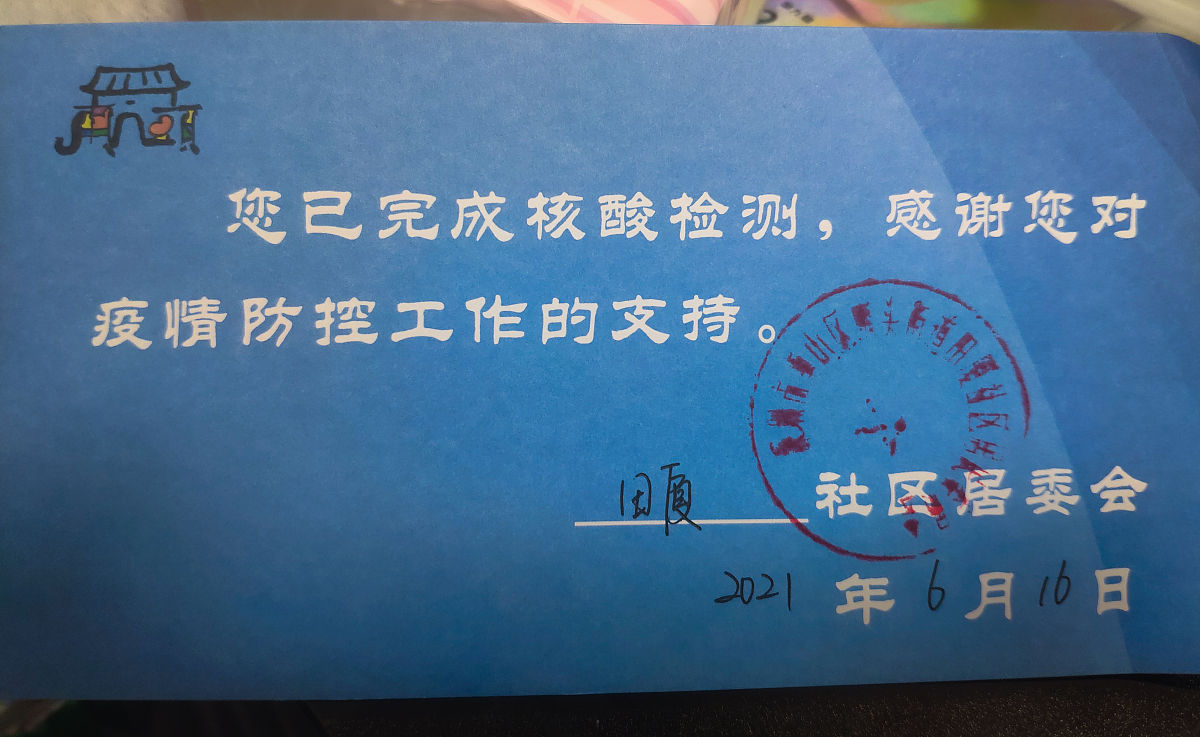 您已完成核酸检测，感谢您对
疫情防控工作的支持。
田厦 社区居委会
2021 年 6 月 16 日